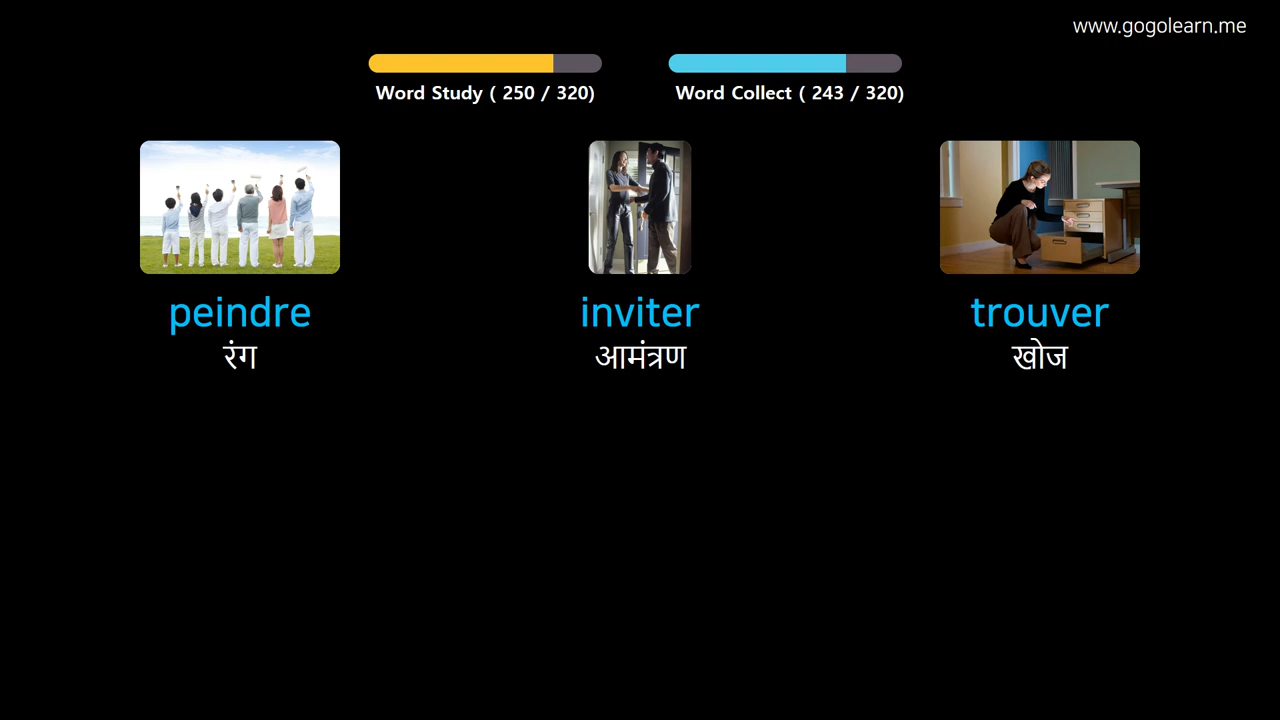 www.gogolearn.me
Word Study ( 250 / 320)
Word Collect ( 243 / 320)
peindre
रंग
inviter
आमंत्रण
trouver
खोज